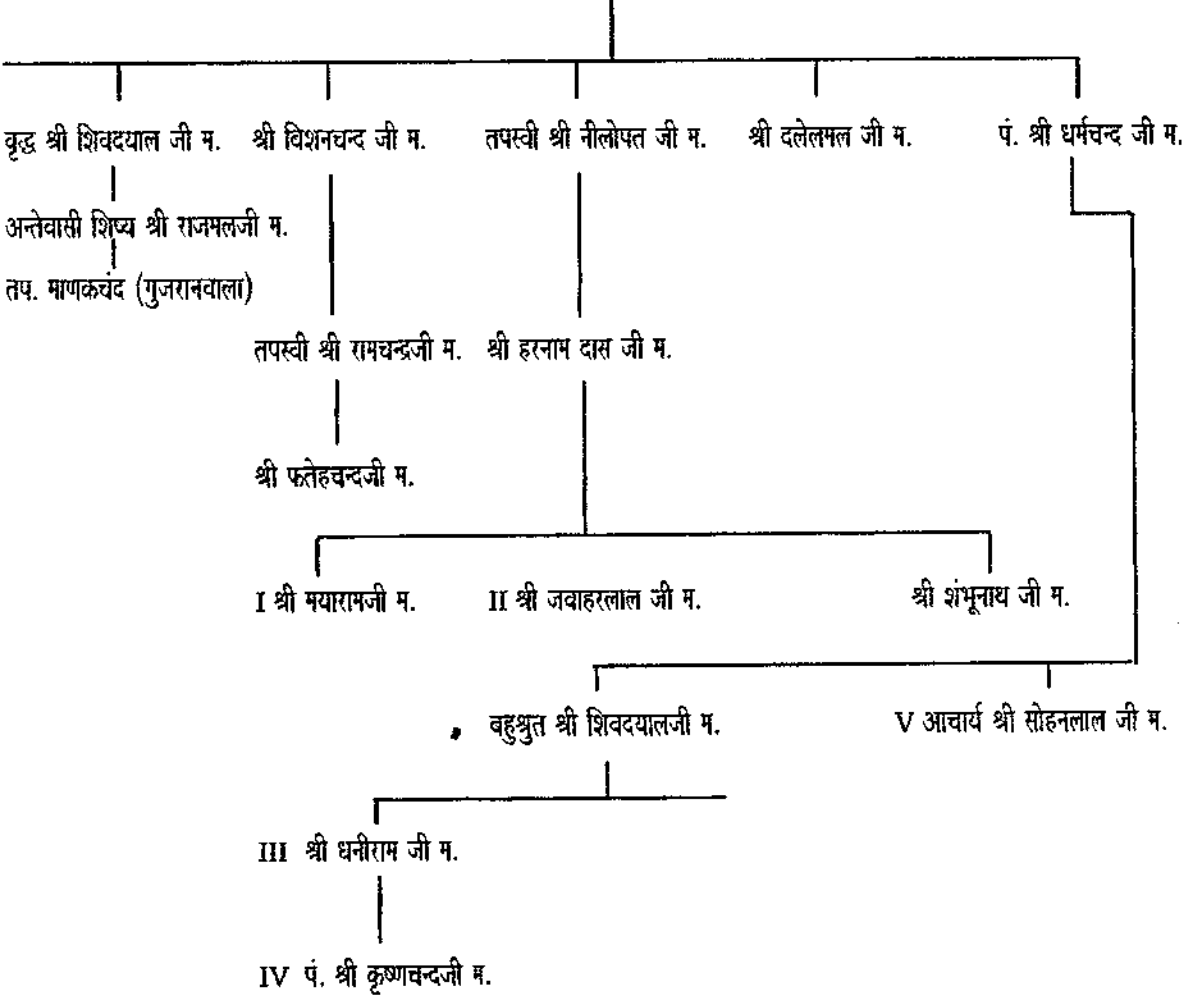 वृद्ध श्री शिवदयाल जी म. श्री विशनचन्द जी म. तपस्वी श्री नीलोपत जी म. श्री दलेलमल जी म. पं. श्री धर्मचन्द जी म.
अन्तेवासी शिष्य श्री राजमलजी म.
तप. माणकचंद (गुजरानवाला)
तपस्वी श्री रामचन्द्रजी म. श्री हरनाम दास जी म.
श्री फतेहचन्दजी म.
I श्री मयारामजी म. II श्री जवाहरलाल जी म. श्री शंभूनाथ जी म.
बहुश्रुत श्री शिवदयालजी म. V आचार्य श्री सोहनलाल जी म.
III श्री धनीराम जी म.
IV पं. श्री कृष्णचन्दजी म.